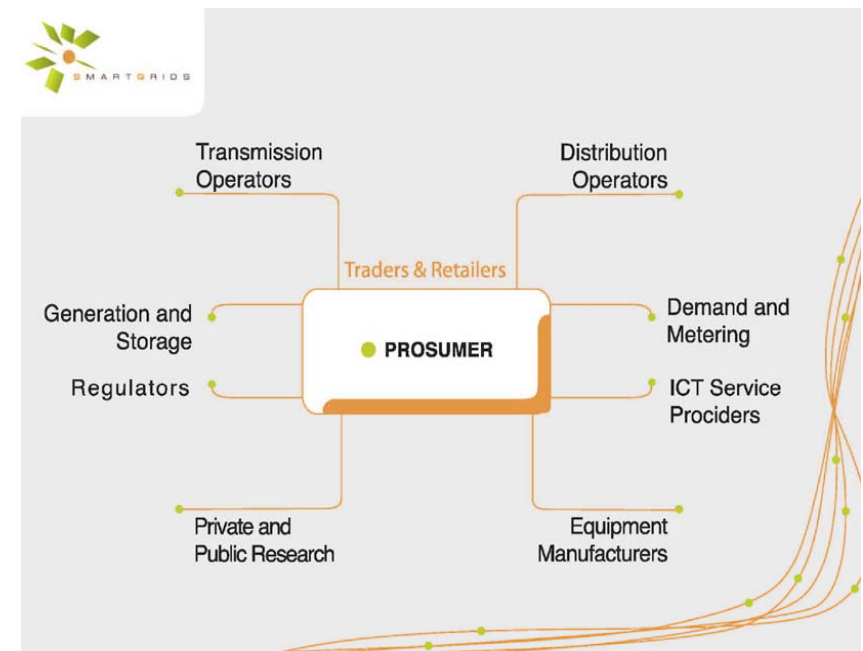 SMARTGRIDS
Transmission
Operators
Distribution
Operators
Traders & Retailers
Generation and
Storage
PROSUMER
Demand and
Metering
Regulators
ICT Service
Prociders
Private and
Public Research
Equipment
Manufacturers